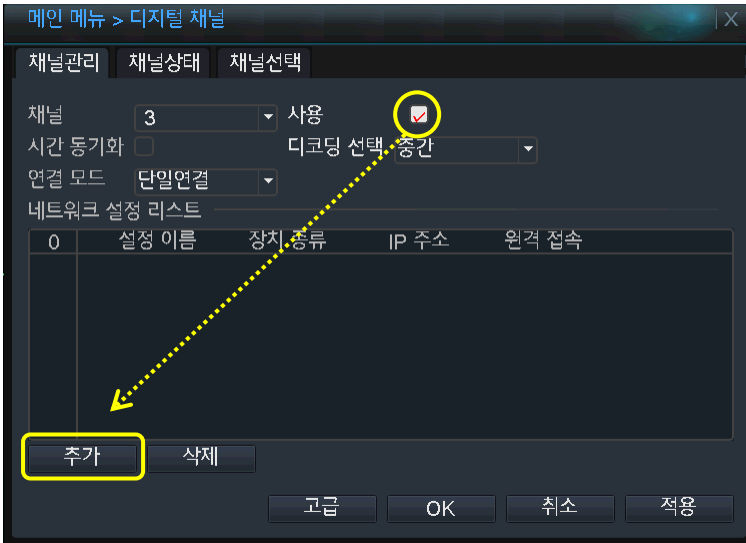 메인 메뉴 > 디지털 채널 X
채널관리 채널상태 채널선택
채널 3 사용
시간 동기화 디코딩 선택 중간
연결 모드 단일연결
네트워크 설정 리스트
0 설정 이름 장치 종류 IP 주소 원격 접속
추가 삭제
고급 OK 취소 적용